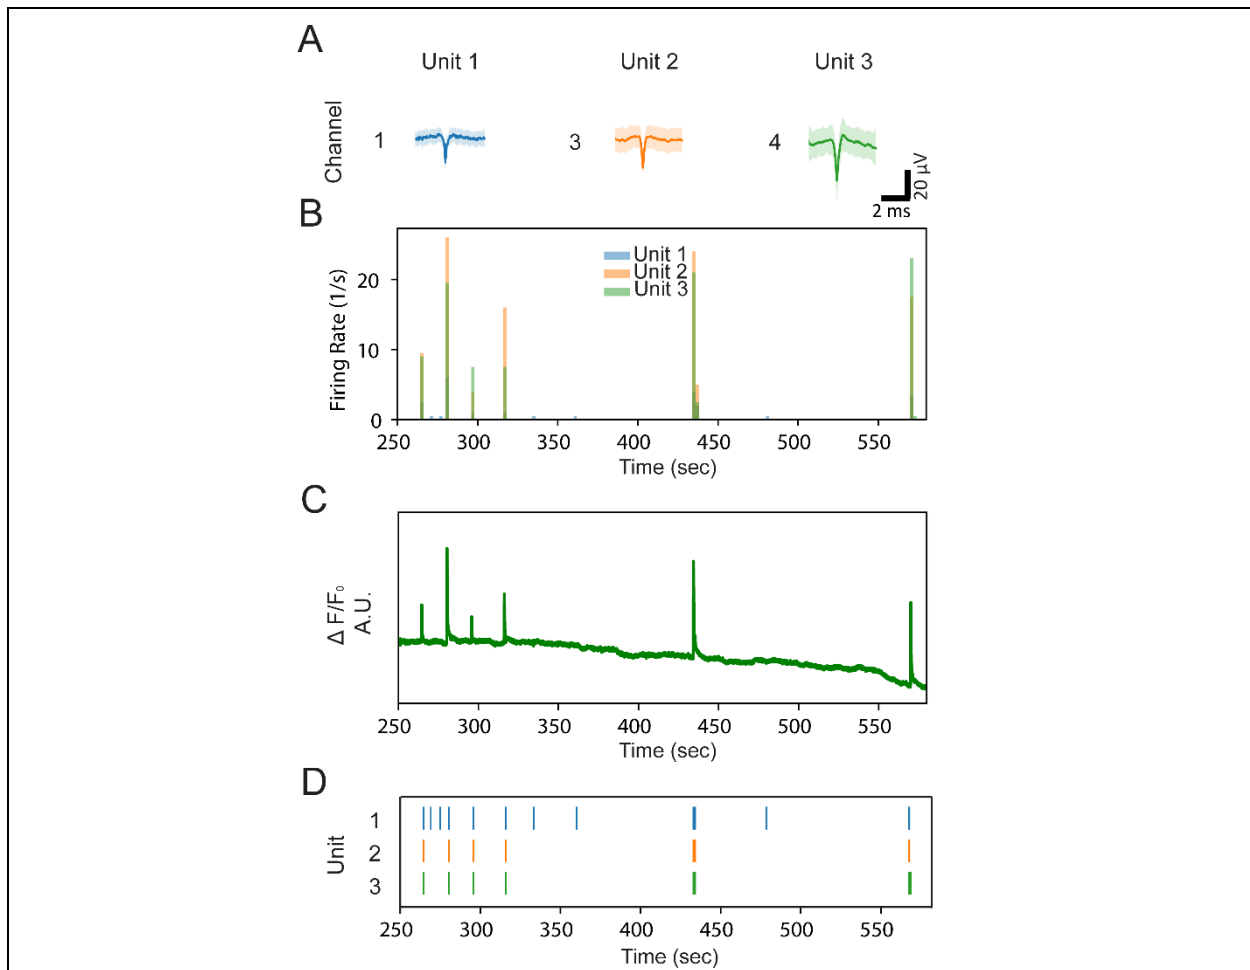 A
Unit 1 Unit 2 Unit 3
Channel
1 3 4
20 µV
2 ms
B
Firing Rate (1/s)
20
10
0
Unit 1
Unit 2
Unit 3
250 300 350 400 450 500 550
Time (sec)
C
Δ F/F₀
A.U.
250 300 350 400 450 500 550
Time (sec)
D
Unit
1
2
3
250 300 350 400 450 500 550
Time (sec)